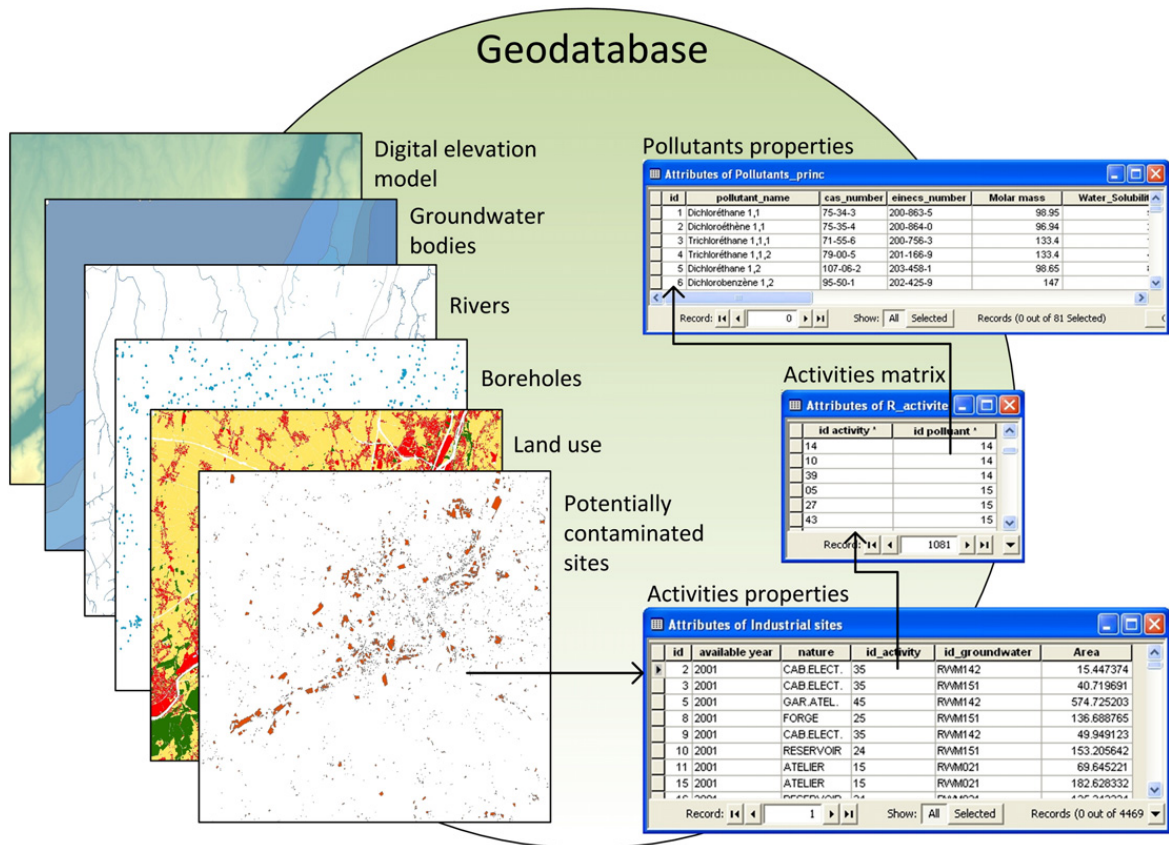 Geodatabase
Digital elevation
model
Groundwater
bodies
Rivers
Boreholes
Land use
Potentially
contaminated
sites
Pollutants properties
Attributes of Pollutants_princ
id pollutant_name cas_number einecs_number Molar mass Water_Solubilit
1 Dichloréthane 1,1 75-34-3 200-863-5 98.95
2 Dichloroéthène 1,1 75-35-4 200-864-0 96.94
3 Trichloréthane 1,1,1 71-55-6 200-756-3 133.4
4 Trichloréthane 1,1,2 79-00-5 201-166-9 133.4
5 Dichloréthane 1,2 107-06-2 203-458-1 98.65
6 Dichlorobenzène 1,2 95-50-1 202-425-9 147
Record: 0 Show: All Selected Records (0 out of 81 Selected)
Activities matrix
Attributes of R_activite
id activity * id polluant *
14 14
10 14
39 14
05 15
27 15
43 15
Record: 1081
Activities properties
Attributes of Industrial sites
id available year nature id_activity id_groundwater Area
2 2001 CAB.ELECT. 35 RWM142 15.447374
3 2001 CAB.ELECT. 35 RWM151 40.719691
5 2001 GAR.ATEL. 45 RWM142 574.725203
8 2001 FORGE 25 RWM151 136.688765
9 2001 CAB.ELECT. 35 RWM142 49.949123
10 2001 RESERVOIR 24 RWM151 153.205642
11 2001 ATELIER 15 RWM021 69.645221
15 2001 ATELIER 15 RWM021 182.628332
Record: 1 Show: All Selected Records (0 out of 4469